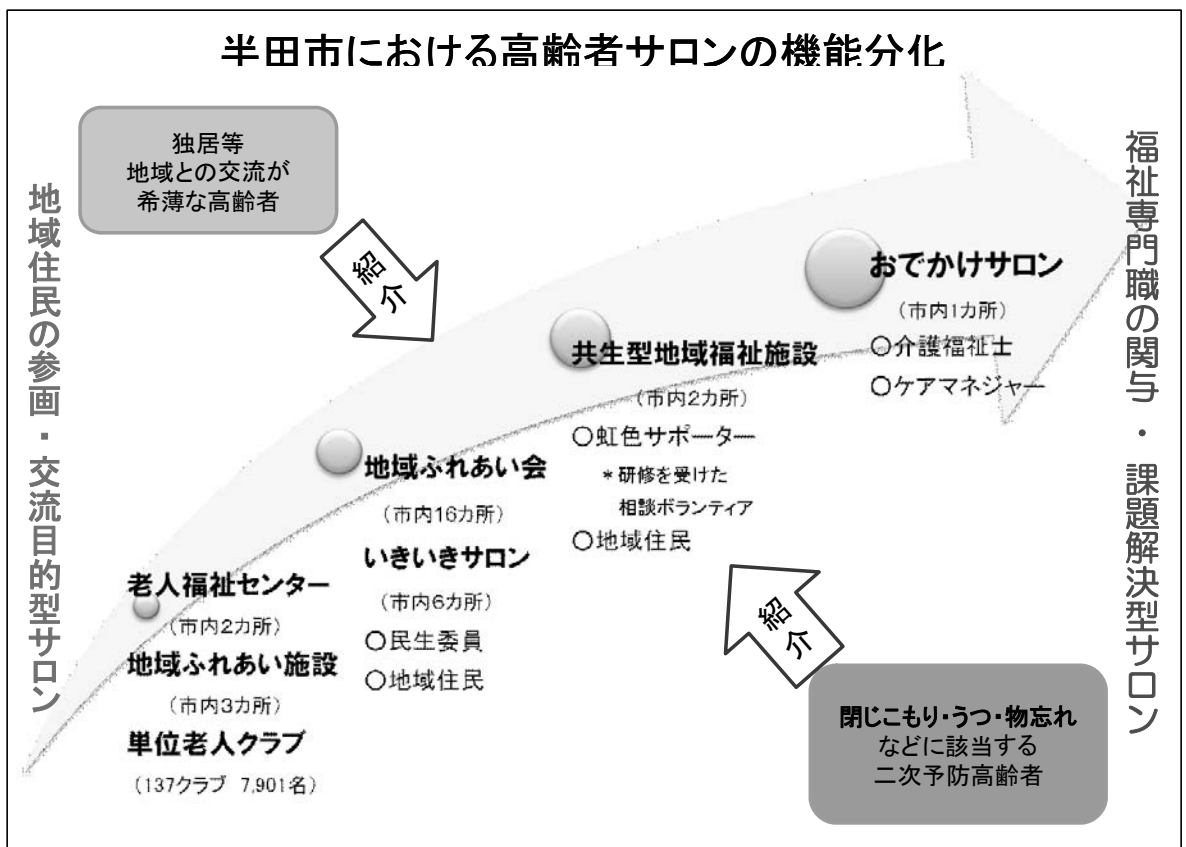 半田市における高齢者サロンの機能分化
独居等
地域との交流が
希薄な高齢者
紹介
地域住民の参画・交流目的型サロン
福祉専門職の関与・課題解決型サロン
おでかけサロン
(市内1カ所)
○介護福祉士
○ケアマネジャー
共生型地域福祉施設
(市内2カ所)
○虹色サポーター
*研修を受けた
相談ボランティア
○地域住民
地域ふれあい会
(市内16カ所)
いきいきサロン
(市内6カ所)
○民生委員
○地域住民
老人福祉センター
(市内2カ所)
地域ふれあい施設
(市内3カ所)
単位老人クラブ
(137クラブ 7,901名)
紹介
閉じこもり・うつ・物忘れ
などに該当する
二次予防高齢者